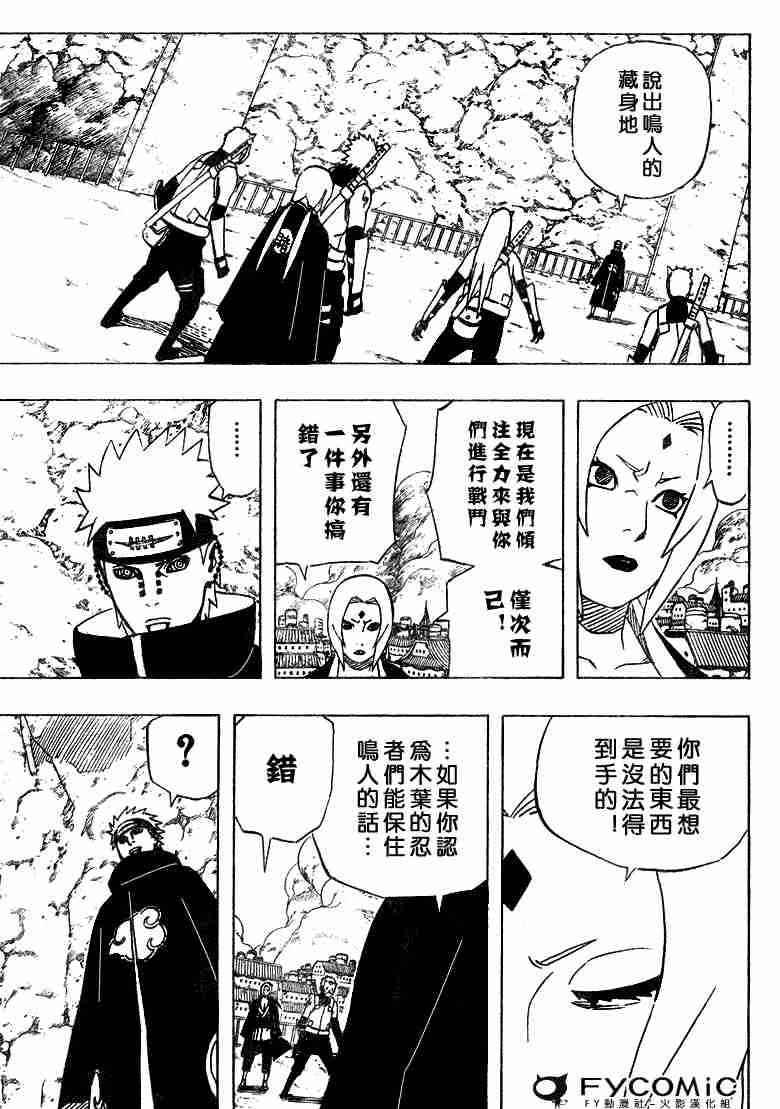 說出鳴人的
藏身地
……
現在是我們傾
注全力來與你
們進行戰鬥
僅次而
己!
另外還有
一件事你搞
錯了
……
你們最想
要的東西
是沒法得
到手的!
…如果你認
為木葉的忍
者們能保住
鳴人的話…
錯
?
FYCOMiC
FY動漫社-火影漢化組